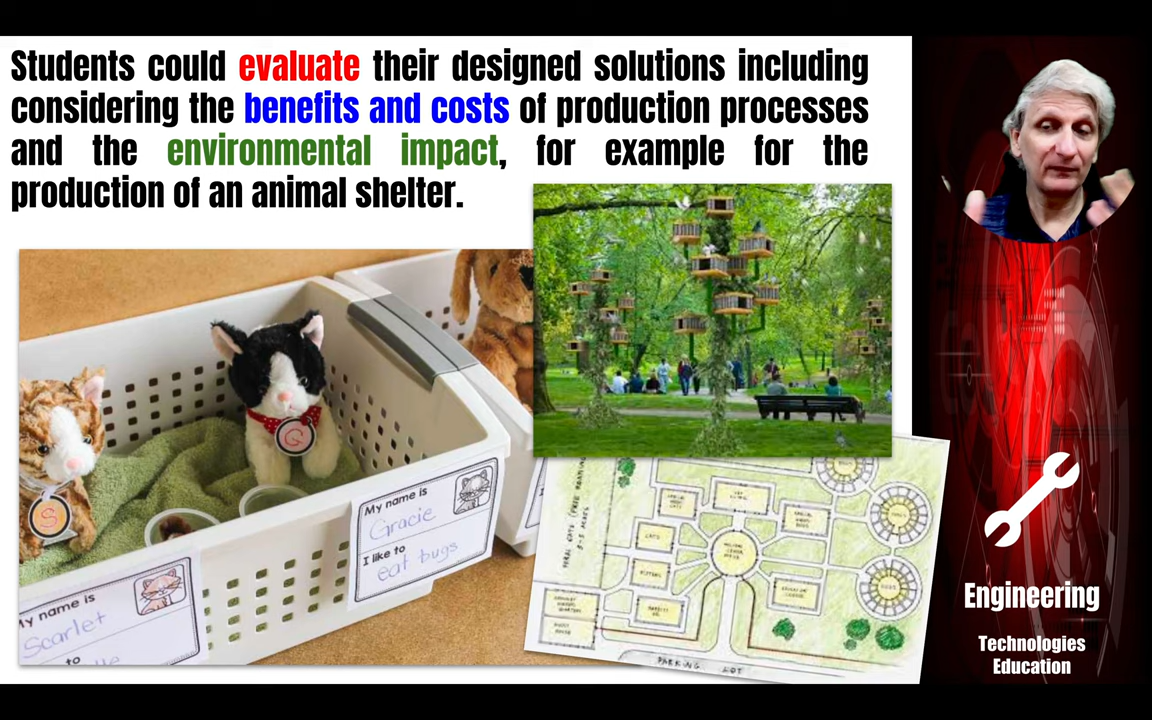 Students could evaluate their designed solutions including
considering the benefits and costs of production processes
and the environmental impact, for example for the
production of an animal shelter.
S
G
My name is
Gracie
I like to
eat bugs
My name is
Scarlet
to
CATS
PARKING LOT
Engineering
Technologies
Education